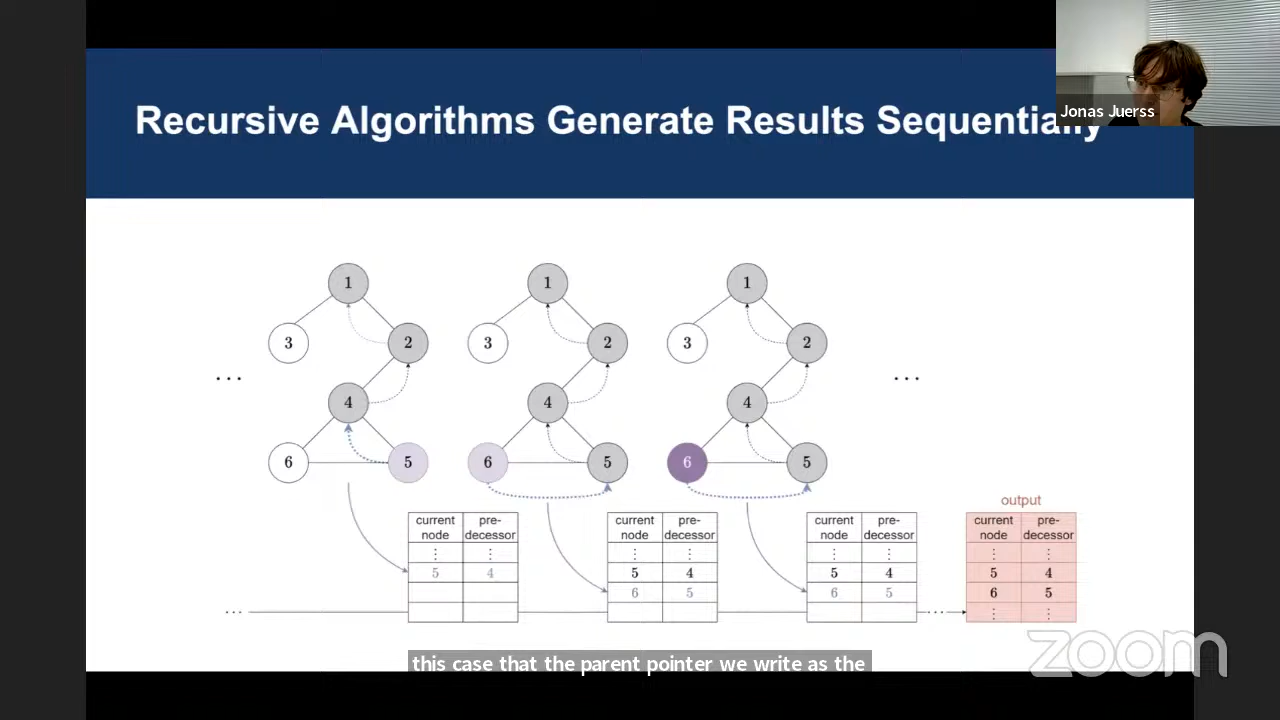 Recursive Algorithms Generate Results Sequentially
Jonas Juerss
1
1
1
3
2
3
2
3
2
...
...
4
4
4
6
5
6
5
6
5
output
current node
pre-decessor
current node
pre-decessor
current node
pre-decessor
current node
pre-decessor
⋮ ⋮
⋮ ⋮
⋮ ⋮
⋮ ⋮
5 4
5 4
5 4
5 4
6 5
6 5
6 5
...
...
⋮ ⋮
zoom
this case that the parent pointer we write as the